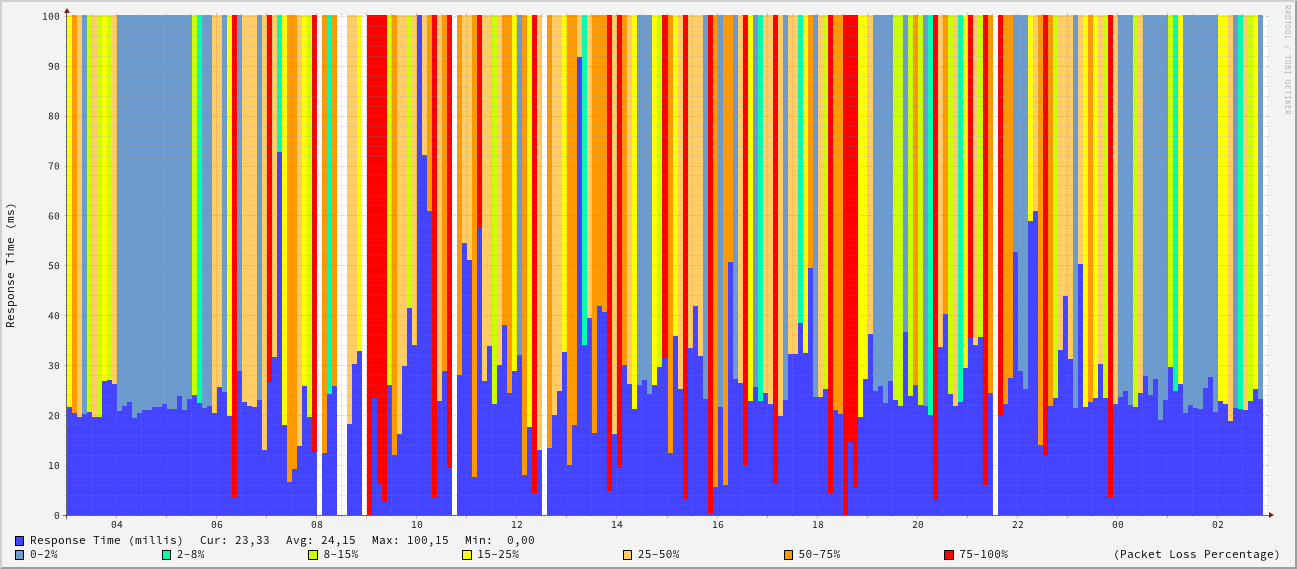 RRDTOOL / TOBI OETIKER
Response Time (ms)
100
90
80
70
60
50
40
30
20
10
0
04 06 08 10 12 14 16 18 20 22 00 02
Response Time (millis) Cur: 23,33 Avg: 24,15 Max: 100,15 Min: 0,00
0-2% 2-8% 8-15% 15-25% 25-50% 50-75% 75-100% (Packet Loss Percentage)